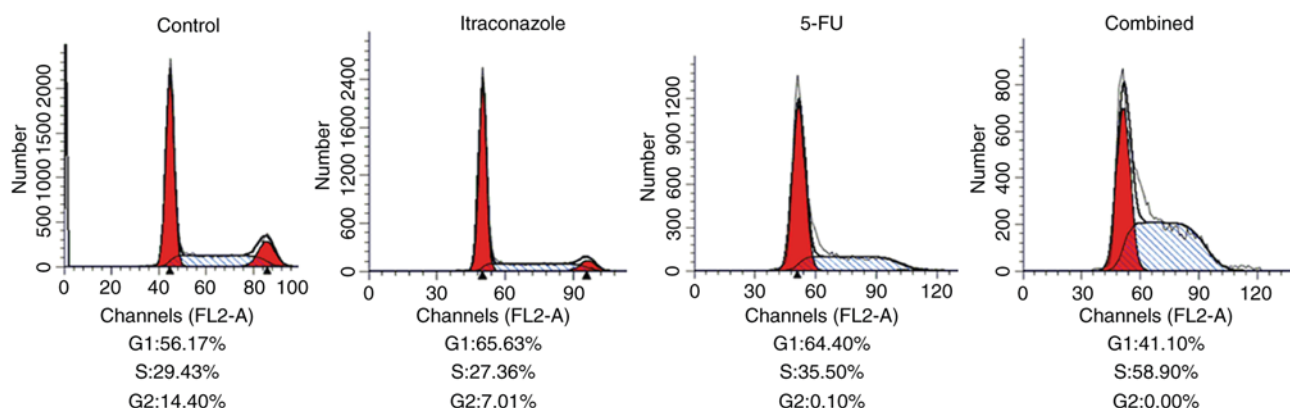 Control
Itraconazole
5-FU
Combined
Number
2000
1500
1000
500
0
0 20 40 60 80 100
Channels (FL2-A)
G1:56.17%
S:29.43%
G2:14.40%
Number
2400
1600
1200
600
0
0 30 60 90
Channels (FL2-A)
G1:65.63%
S:27.36%
G2:7.01%
Number
1200
900
600
300
0
0 30 60 90 120
Channels (FL2-A)
G1:64.40%
S:35.50%
G2:0.10%
Number
800
600
400
200
0
0 30 60 90 120
Channels (FL2-A)
G1:41.10%
S:58.90%
G2:0.00%